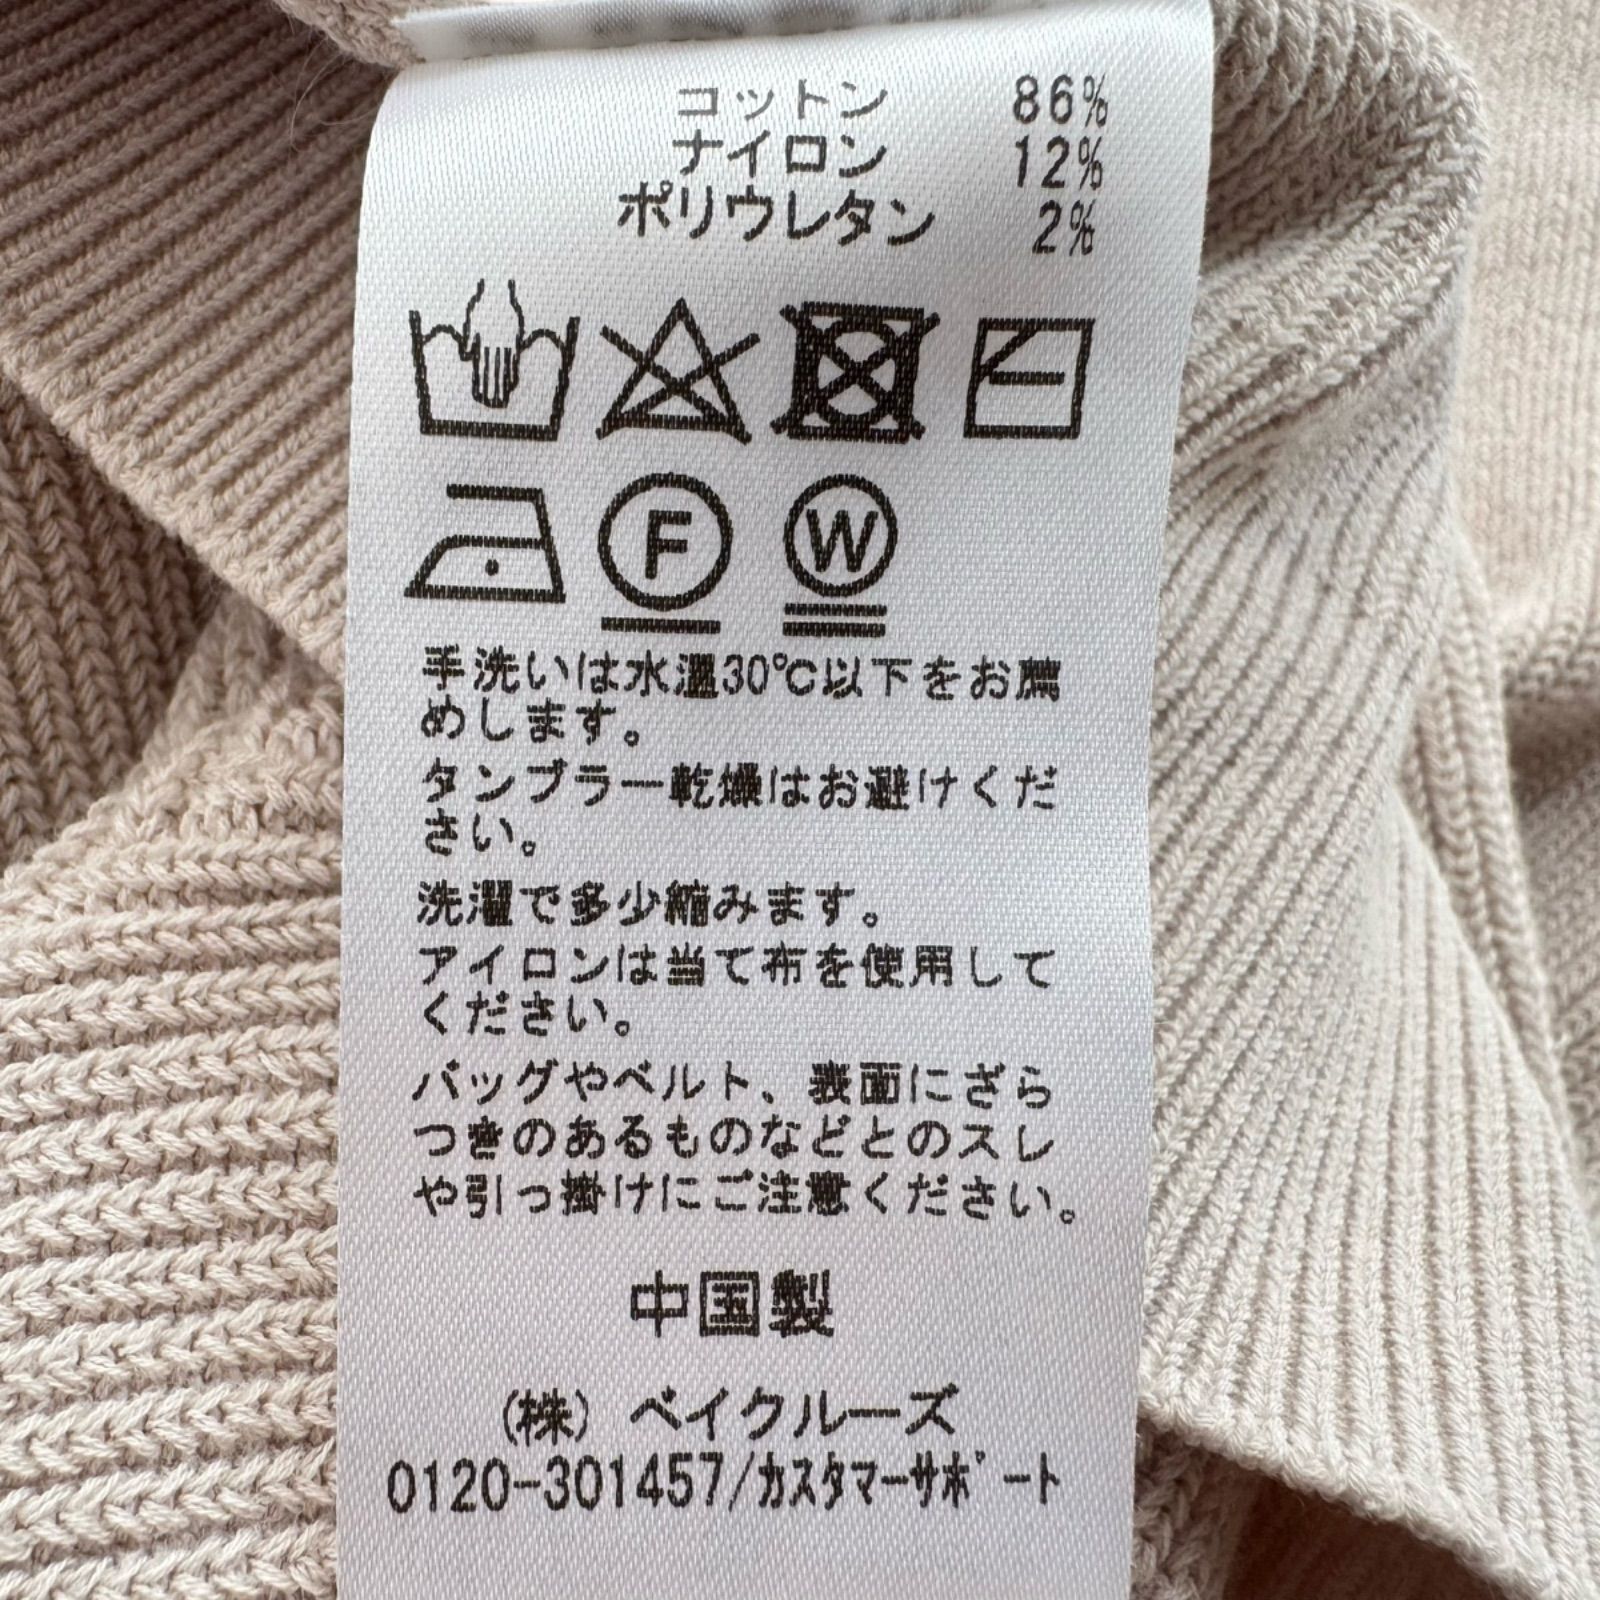 コットン 86%
ナイロン 12%
ポリウレタン 2%
F
W
手洗いは水温30℃以下をお薦
めします。
タンブラー乾燥はお避けくだ
さい。
洗濯で多少縮みます。
アイロンは当て布を使用して
ください。
バッグやベルト、表面にざら
つきのあるものなどとのスレ
や引っ掛けにご注意ください。
中国製
(株) ベイクルーズ
0120-301457/カスタマーサポート